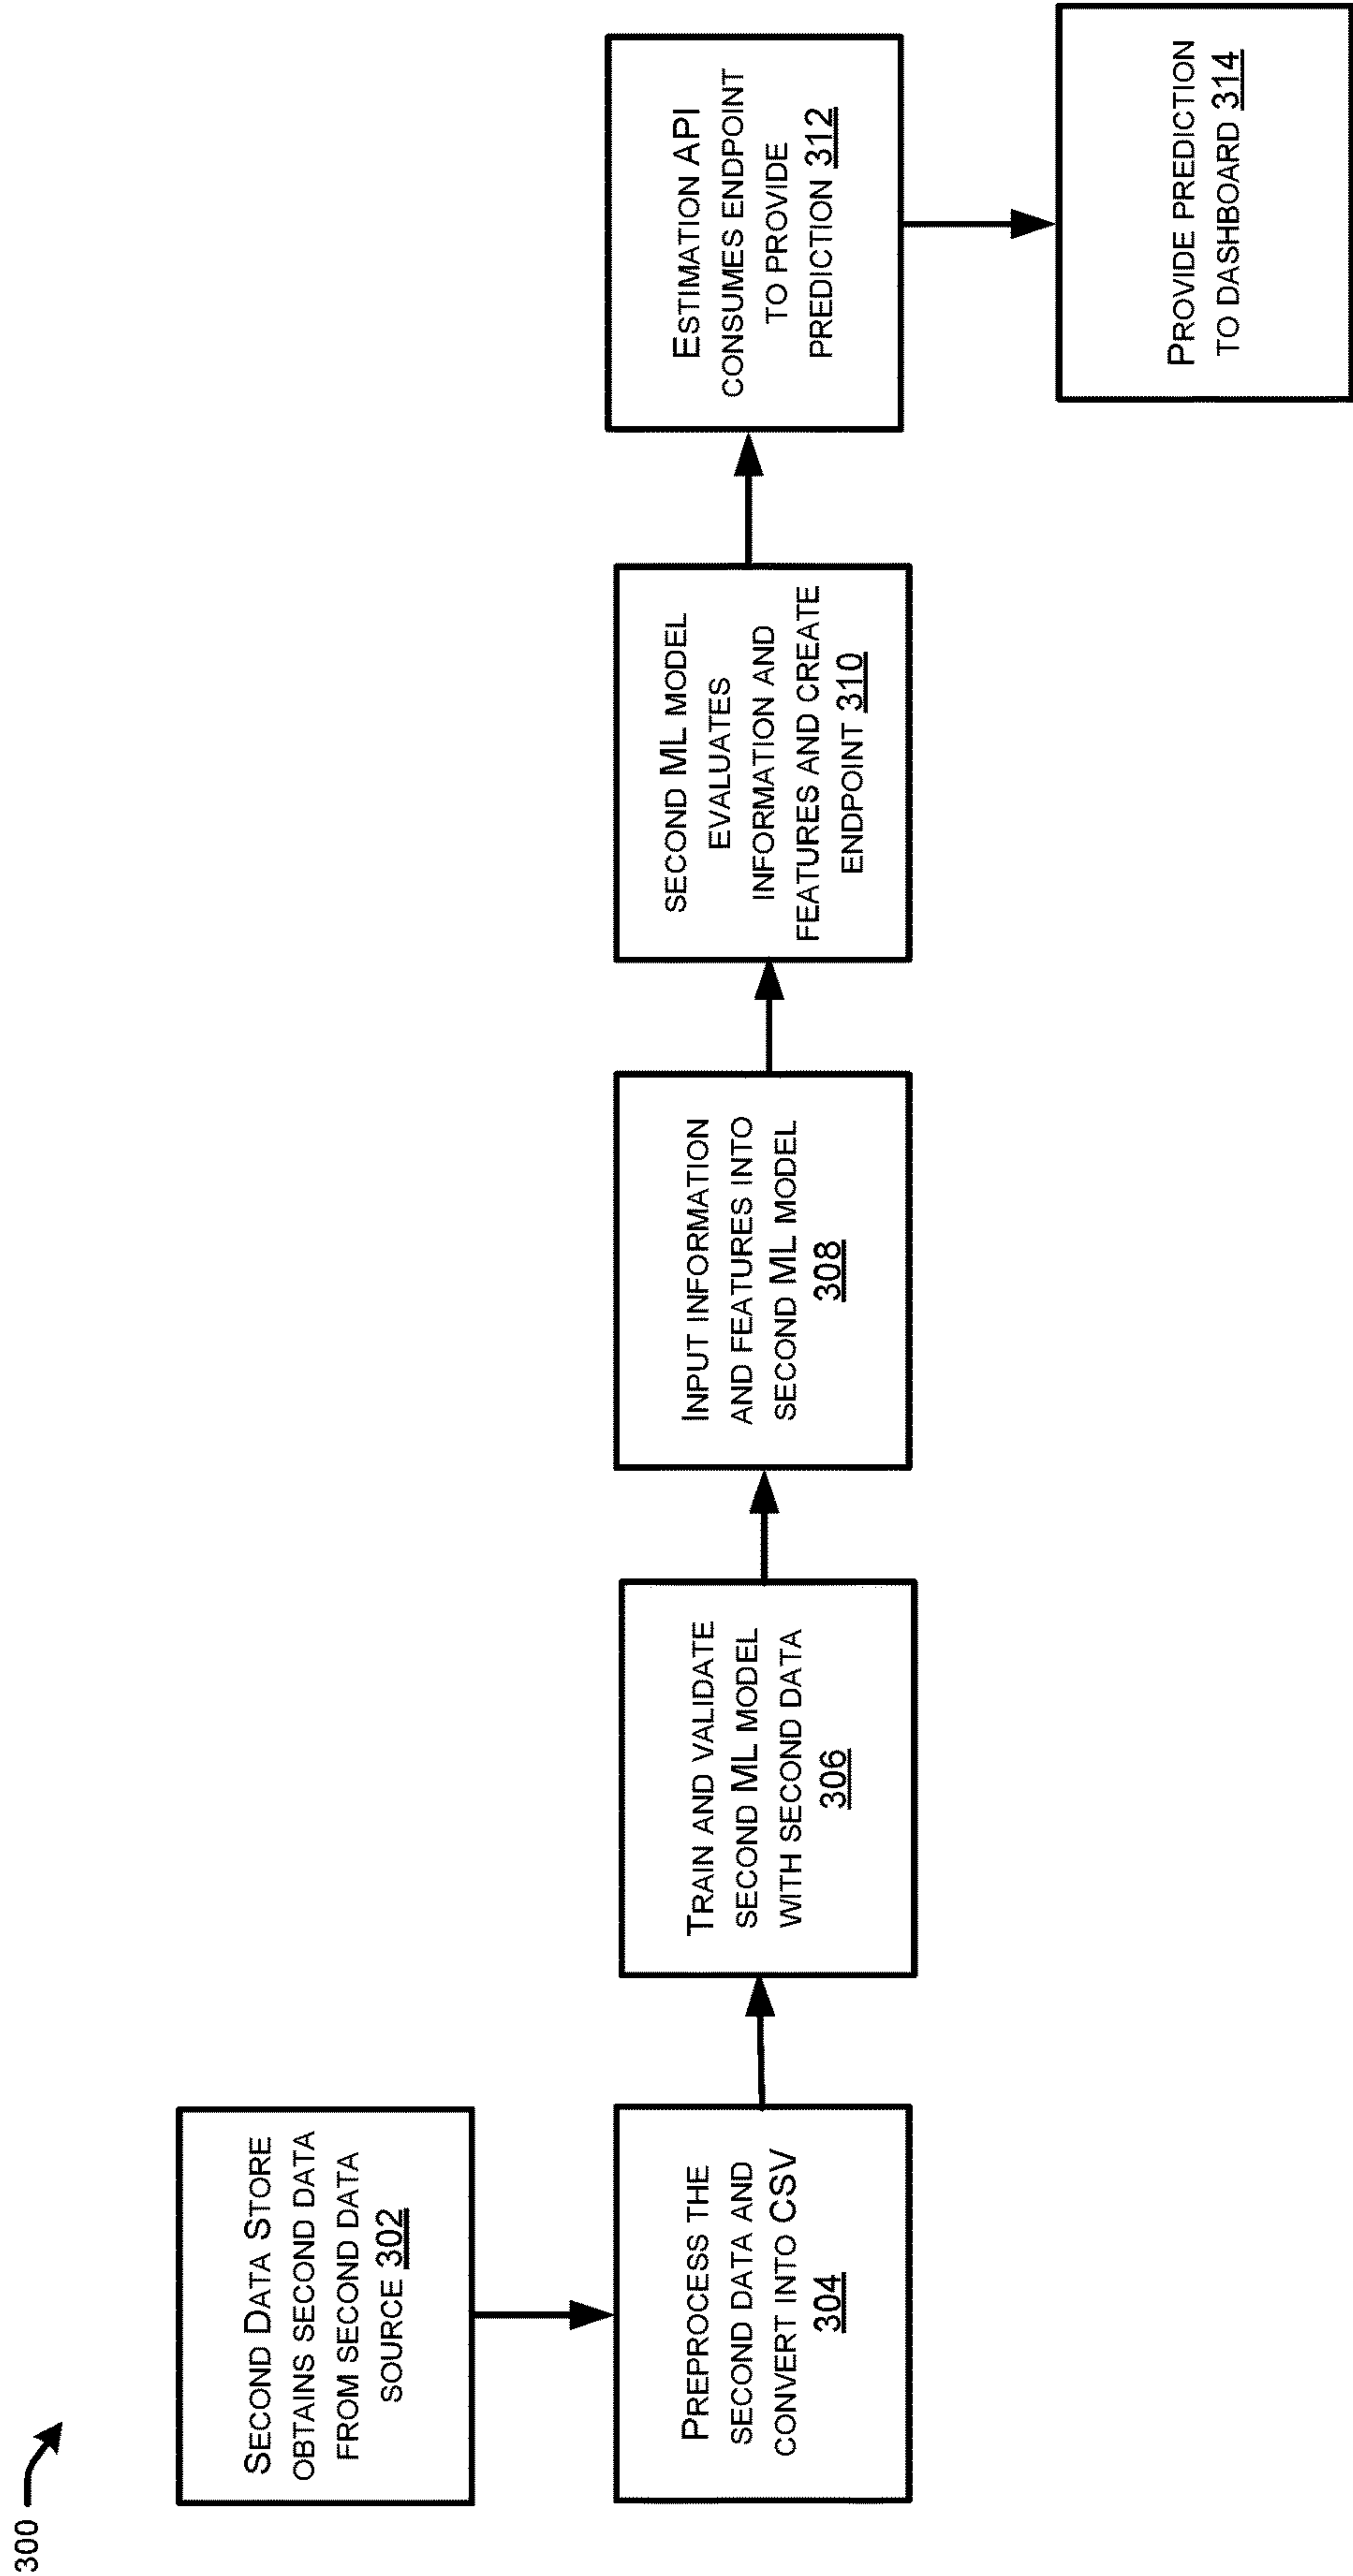 300
SECOND DATA STORE
OBTAINS SECOND DATA
FROM SECOND DATA
SOURCE 302
PREPROCESS THE
SECOND DATA AND
CONVERT INTO CSV
304
TRAIN AND VALIDATE
SECOND ML MODEL
WITH SECOND DATA
306
INPUT INFORMATION
AND FEATURES INTO
SECOND ML MODEL
308
SECOND ML MODEL
EVALUATES
INFORMATION AND
FEATURES AND CREATE
ENDPOINT 310
ESTIMATION API
CONSUMES ENDPOINT
TO PROVIDE
PREDICTION 312
PROVIDE PREDICTION
TO DASHBOARD 314